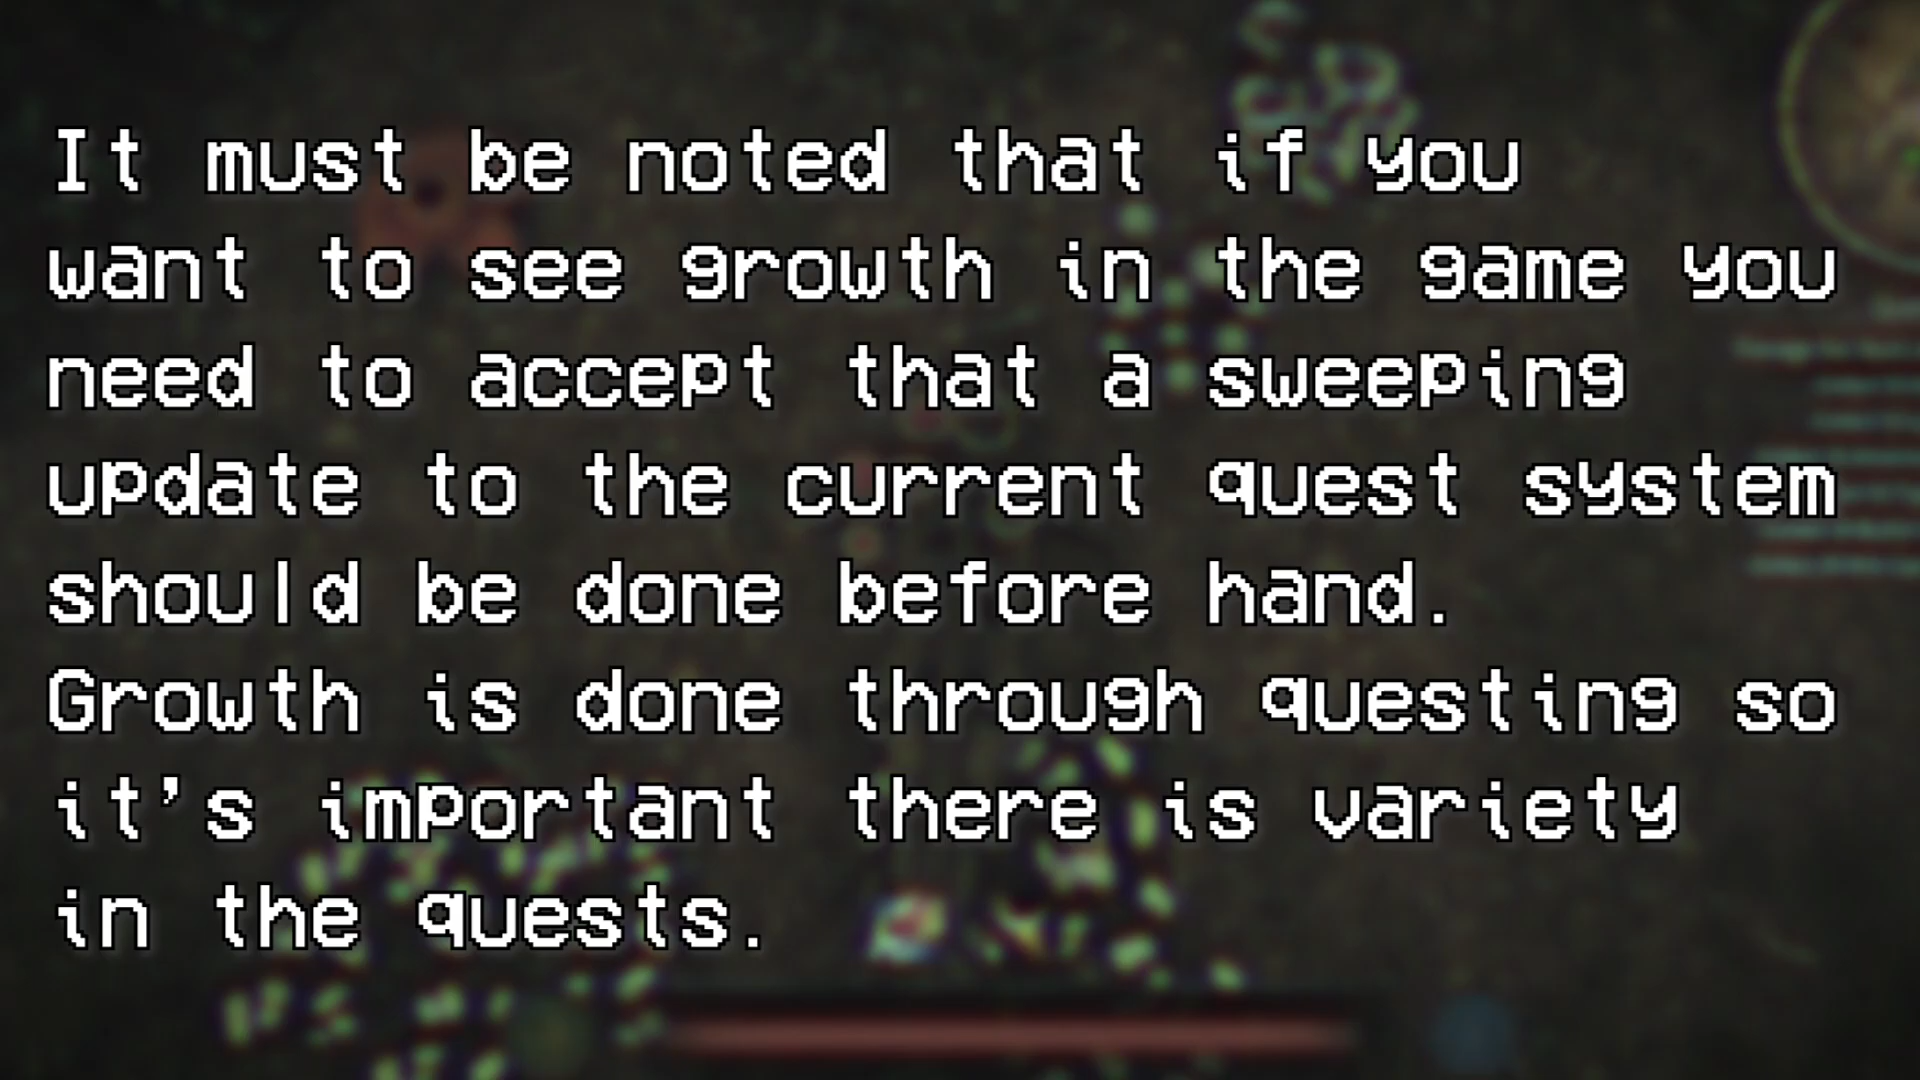 It must be noted that if you
want to see growth in the game you
need to accept that a sweeping
update to the current quest system
should be done before hand.
Growth is done through questing so
it's important there is variety
in the quests.